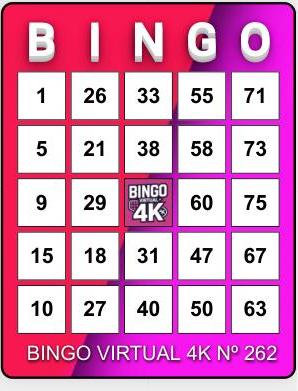 B I N G O
1 26 33 55 71
5 21 38 58 73
9 29 BINGO VIRTUAL 4K 60 75
15 18 31 47 67
10 27 40 50 63
BINGO VIRTUAL 4K Nº 262